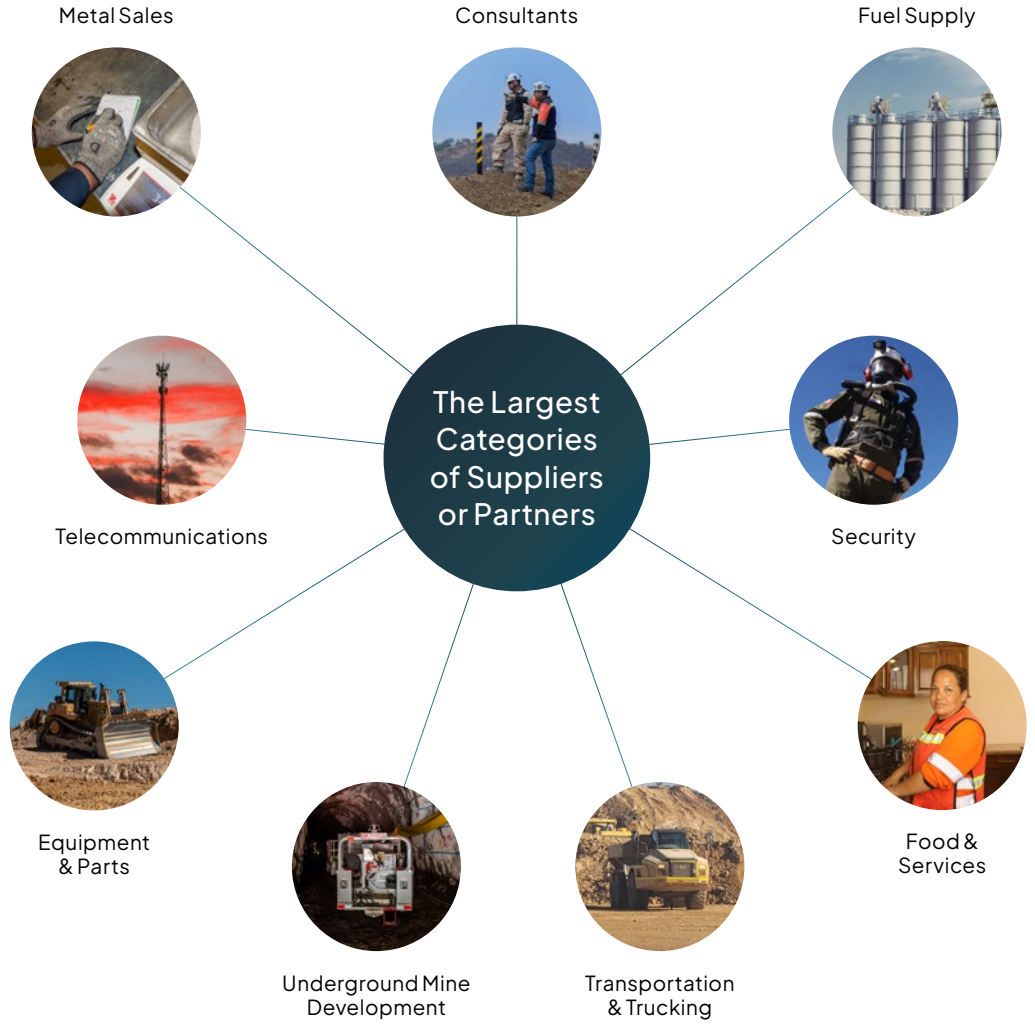 Metal Sales
Consultants
Fuel Supply
The Largest
Categories
of Suppliers
or Partners
Telecommunications
Security
Equipment
& Parts
Food &
Services
Underground Mine
Development
Transportation
& Trucking